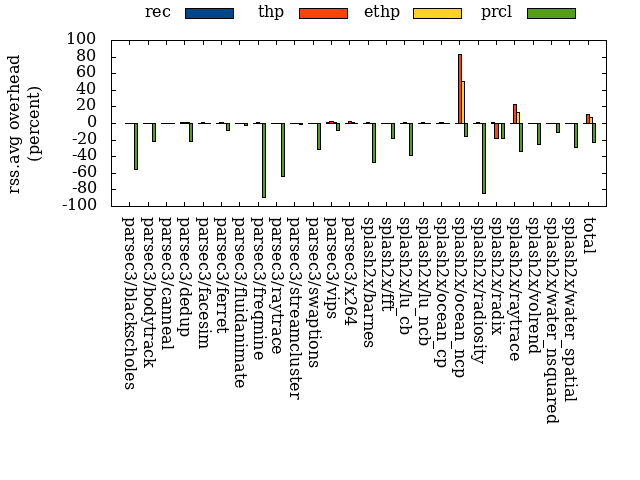 rec thp ethp prcl
rss.avg overhead
(percent)
100
80
60
40
20
0
-20
-40
-60
-80
-100
parsec3/blackscholes
parsec3/bodytrack
parsec3/canneal
parsec3/dedup
parsec3/facesim
parsec3/ferret
parsec3/fluidanimate
parsec3/freqmine
parsec3/raytrace
parsec3/streamcluster
parsec3/swaptions
parsec3/vips
parsec3/x264
splash2x/barnes
splash2x/fft
splash2x/lu_cb
splash2x/lu_ncb
splash2x/ocean_cp
splash2x/ocean_ncp
splash2x/radiosity
splash2x/radix
splash2x/raytrace
splash2x/volrend
splash2x/water_nsquared
splash2x/water_spatial
total